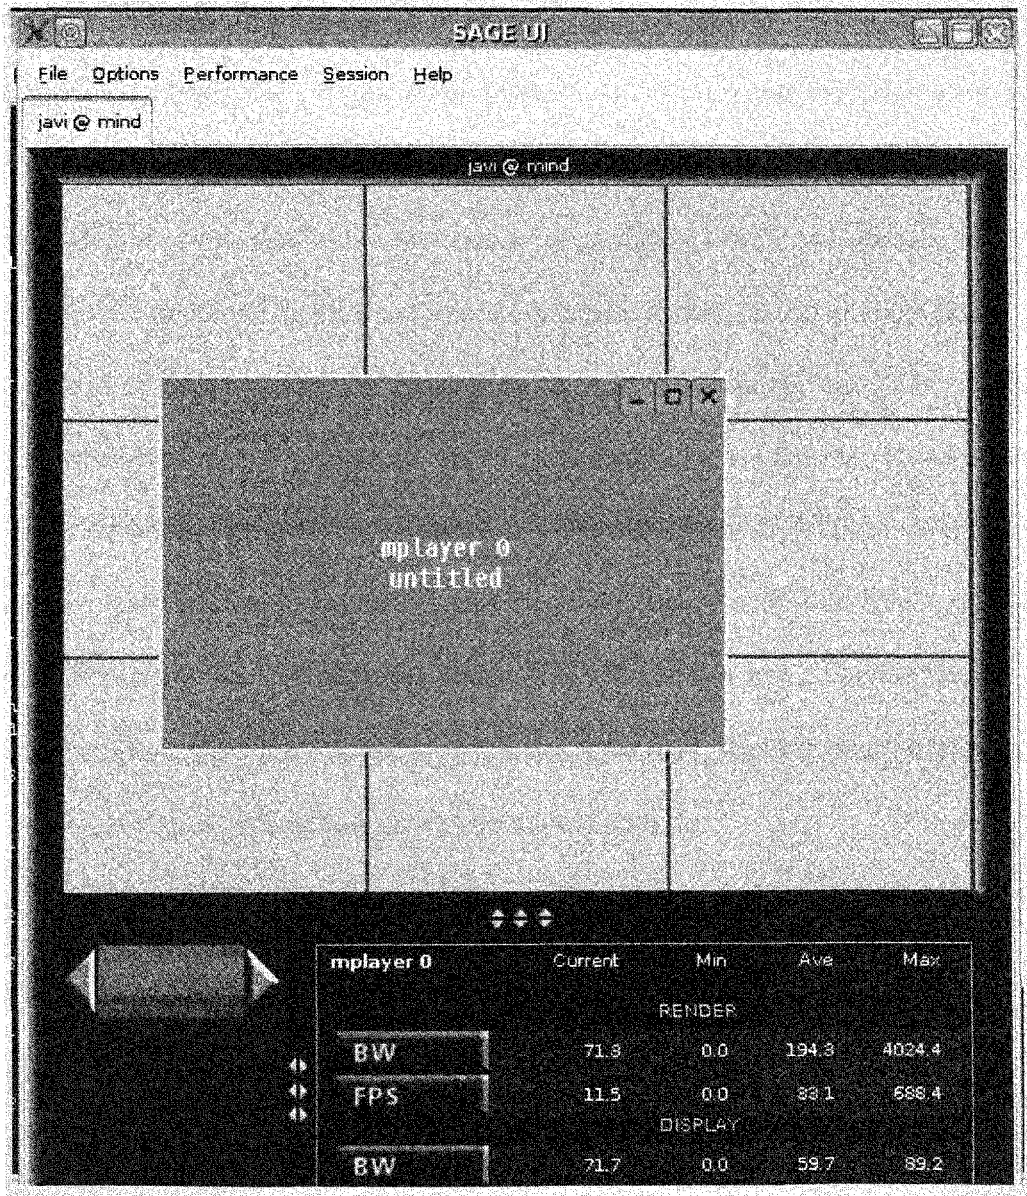 SAGE UI
File Options Performance Session Help
javi @ mind
javi @ mind
mplayer 0
untitled
mplayer 0 Current Min Ave Max
RENDER
BW 71.3 0.0 194.3 4024.4
FPS 11.5 0.0 83.1 688.4
DISPLAY
BW 71.7 0.0 59.7 89.2